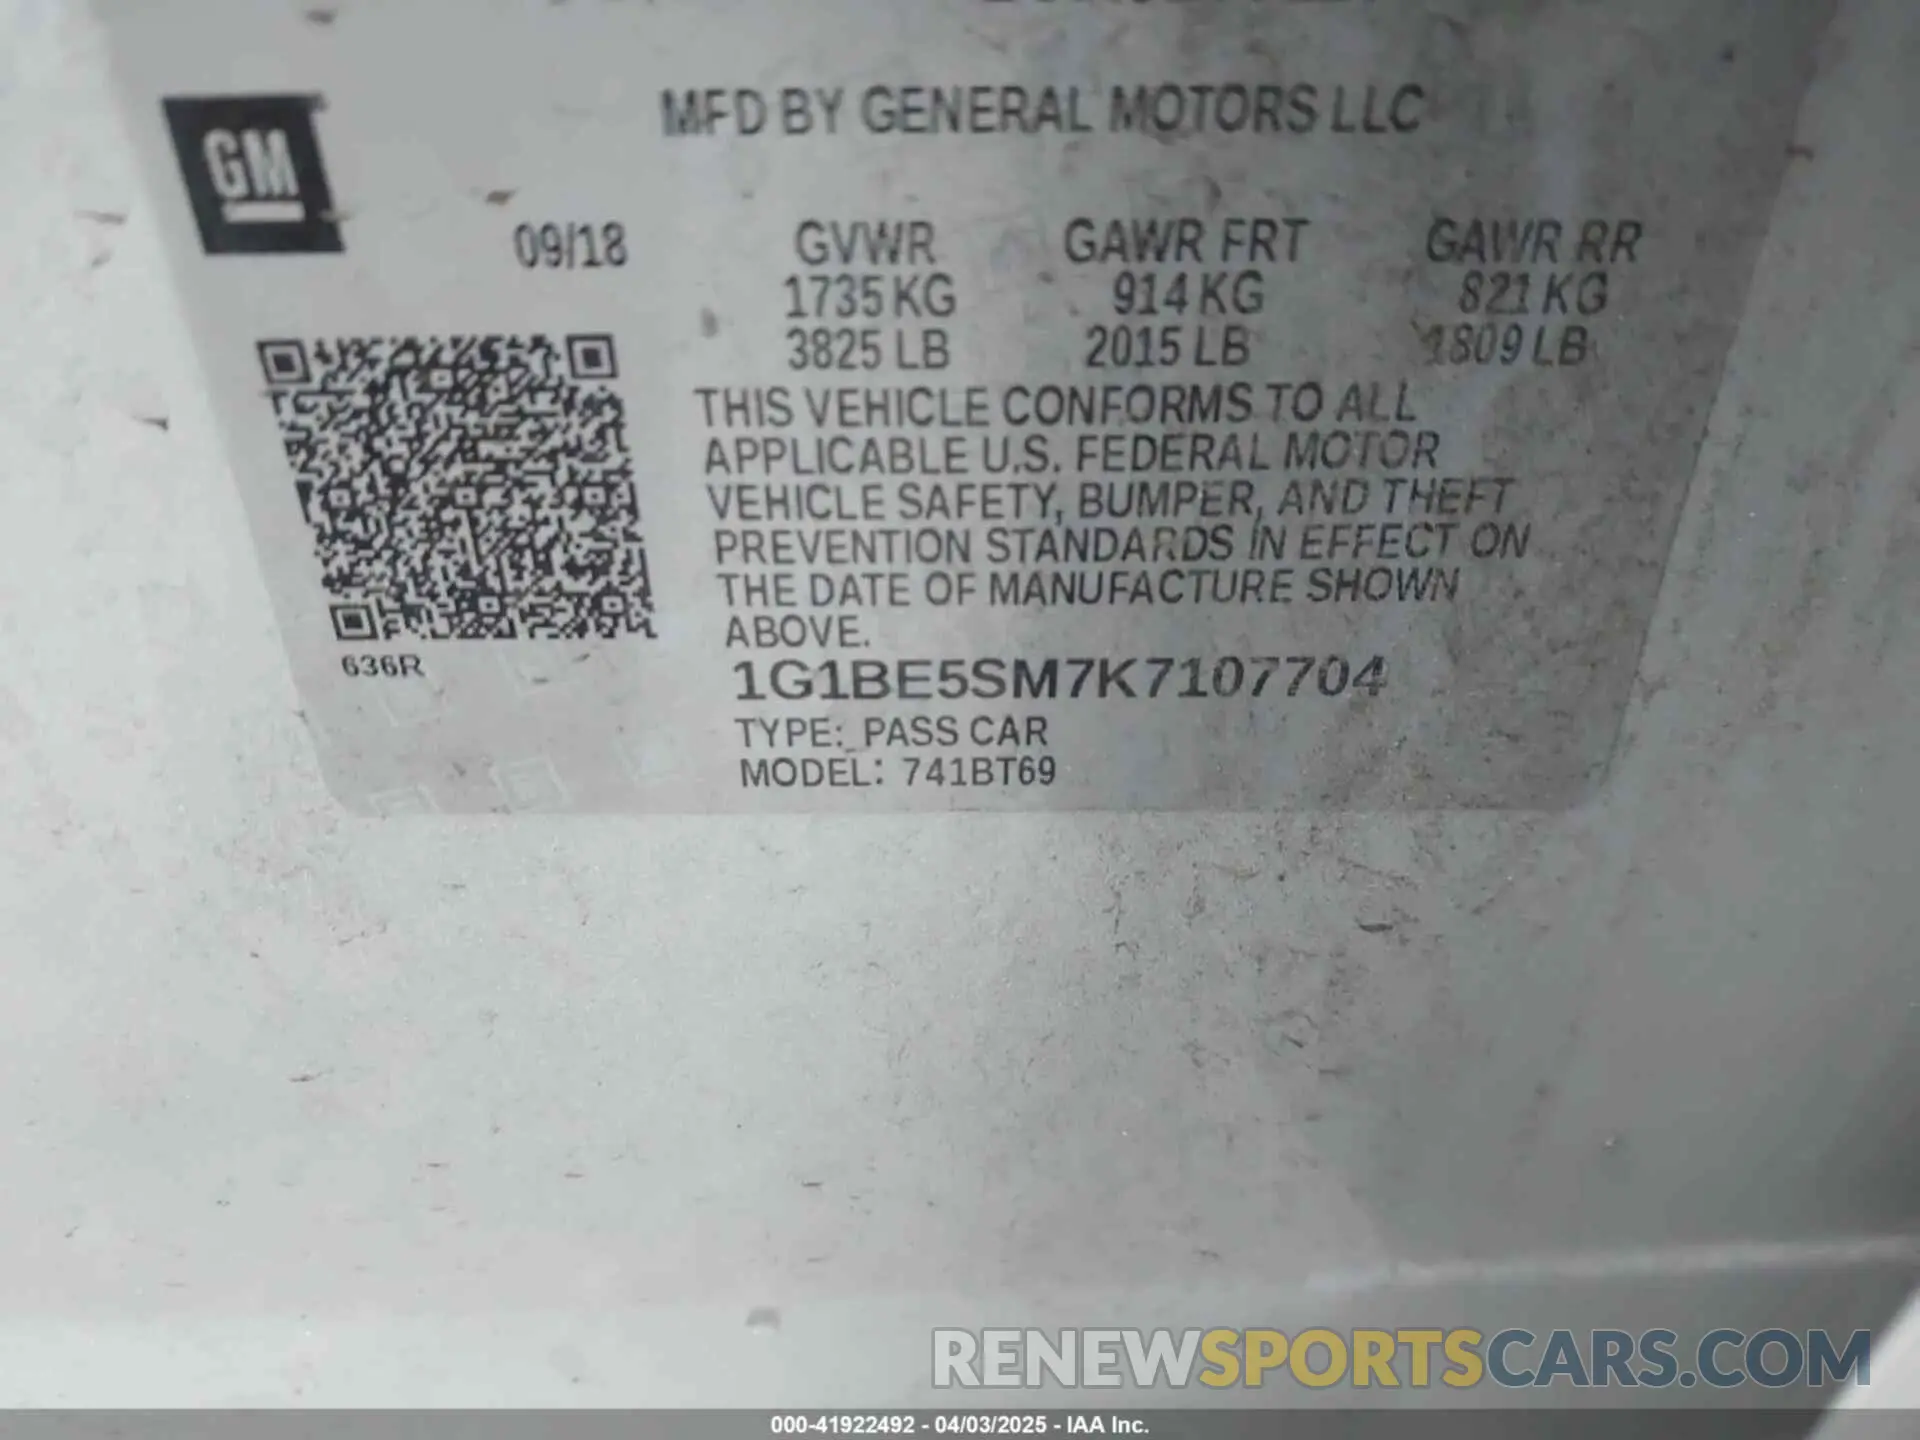 GM
MFD BY GENERAL MOTORS LLC
09/18 GVWR GAWR FRT GAWR RR
1735 KG 914 KG 821 KG
3825 LB 2015 LB 1809 LB
THIS VEHICLE CONFORMS TO ALL
APPLICABLE U.S. FEDERAL MOTOR
VEHICLE SAFETY, BUMPER, AND THEFT
PREVENTION STANDARDS IN EFFECT ON
THE DATE OF MANUFACTURE SHOWN
ABOVE.
636R
1G1BE5SM7K7107704
TYPE: PASS CAR
MODEL: 741BT69
RENEWSPORTSCARS.COM
000-41922492 - 04/03/2025 - IAA Inc.